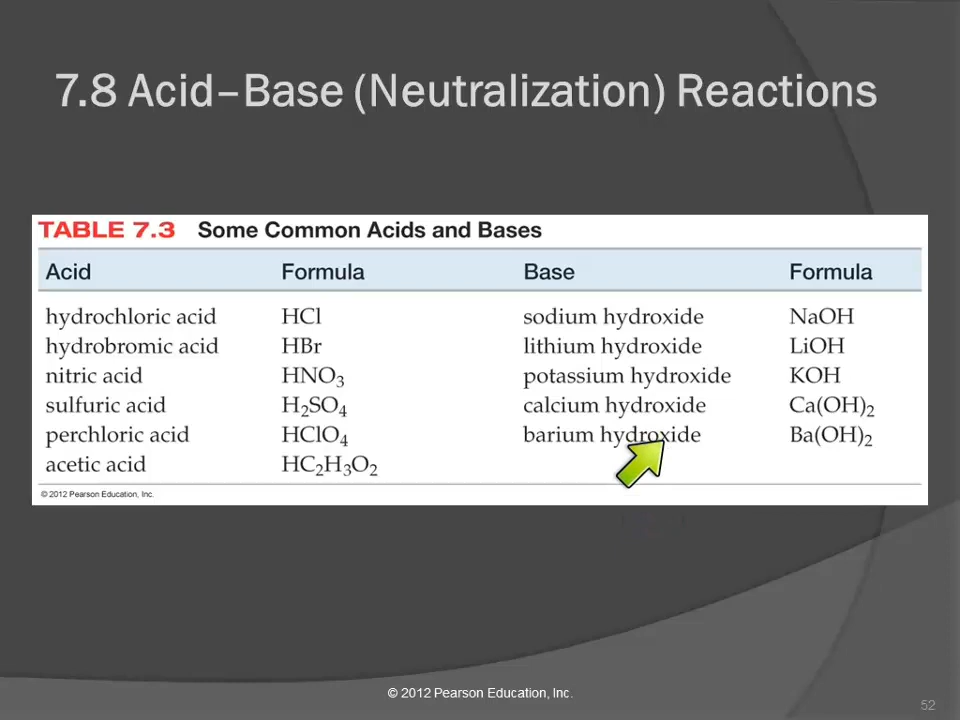 7.8 Acid–Base (Neutralization) Reactions
TABLE 7.3 Some Common Acids and Bases
Acid Formula Base Formula
hydrochloric acid HCl sodium hydroxide NaOH
hydrobromic acid HBr lithium hydroxide LiOH
nitric acid HNO₃ potassium hydroxide KOH
sulfuric acid H₂SO₄ calcium hydroxide Ca(OH)₂
perchloric acid HClO₄ barium hydroxide Ba(OH)₂
acetic acid HC₂H₃O₂
© 2012 Pearson Education, Inc.
© 2012 Pearson Education, Inc.
52